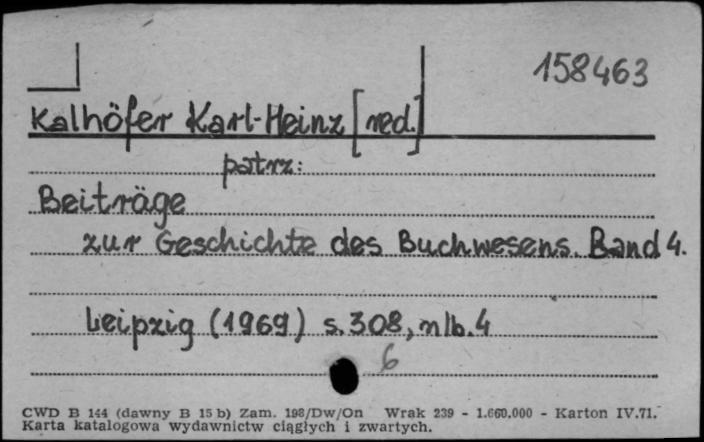 158463
Kalhöfer Karl-Heinz [red.]
patrz:
Beiträge
zur Geschichte des Buchwesens. Band 4.
Leipzig (1969) s. 308, nlb. 4
6
CWD B 144 (dawny B 15 b) Zam. 198/Dw/On Wrak 239 - 1.660.000 - Karton IV.71.
Karta katalogowa wydawnictw ciągłych i zwartych.